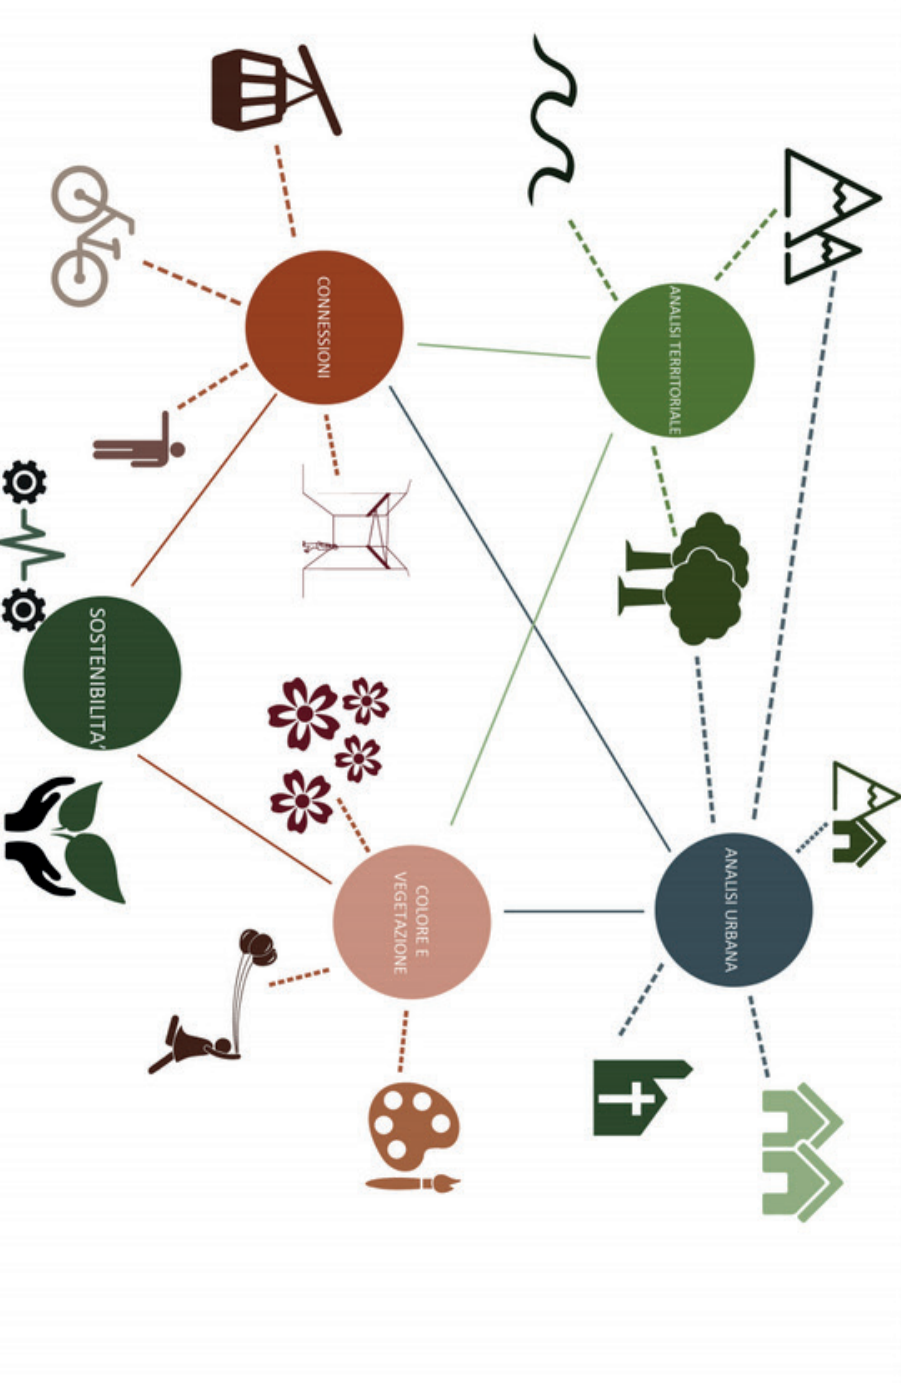 ANALISI TERRITORIALE
ANALISI URBANA
CONNESSIONI
COLORE E
VEGETAZIONE
SOSTENIBILITA'